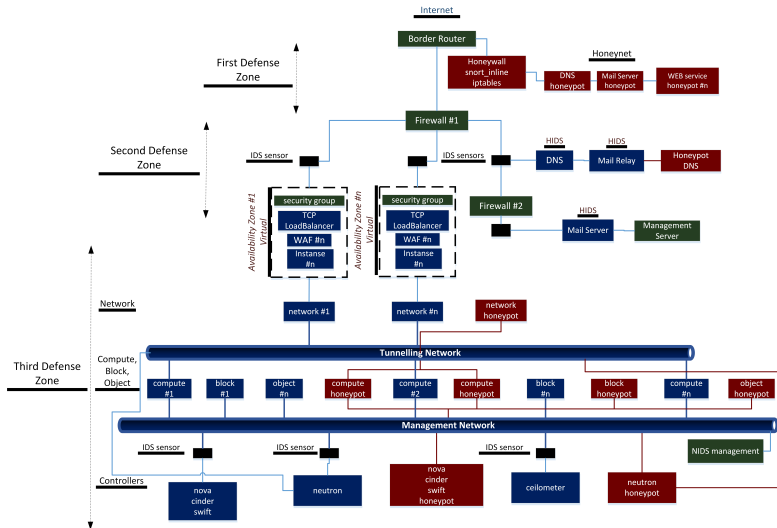 Internet
Border Router
First Defense
Zone
Honeywall
snort_inline
iptables
Honeynet
DNS
honeypot
Mail Server
honeypot
WEB service
honeypot #n
Firewall #1
Second Defense
Zone
IDS sensor
IDS sensors
HIDS
DNS
HIDS
Mail Relay
Honeypot
DNS
Availability Zone #1
Virtual
security group
TCP
LoadBalancer
WAF #n
Instanse
#n
Availability Zone #n
Virtual
security group
TCP
LoadBalancer
WAF #n
Instanse
#n
Firewall #2
HIDS
Mail Server
Management
Server
Network
network #1
network #n
network
honeypot
Tunnelling Network
Third Defense
Zone
Compute,
Block,
Object
compute
#1
block
#1
object
#n
compute
honeypot
compute
#2
compute
honeypot
block
#n
block
honeypot
compute
#n
object
honeypot
Management Network
IDS sensor
IDS sensor
IDS sensor
NIDS management
Controllers
nova
cinder
swift
neutron
nova
cinder
swift
honeypot
ceilometer
neutron
honeypot